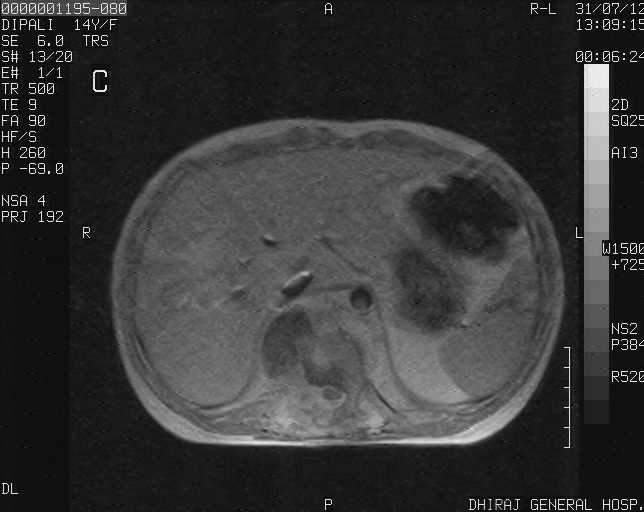 0000001195-080
DIPALI 14Y/F
SE 6.0 TRS
S# 13/20
E# 1/1
TR 500
TE 9
FA 90
HF/S
H 260
P -69.0
NSA 4
PRJ 192
C
A
R-L
31/07/12
13:09:15
00:06:24
2D
SQ25
AI3
R
L
W1500
+725
NS2
P384
R520
DL
P
DHIRAJ GENERAL HOSP.